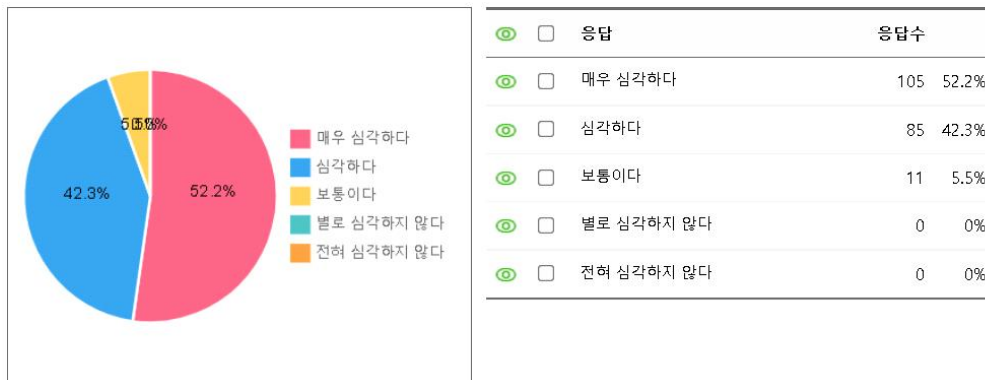 42.3%
52.2%
매우 심각하다
심각하다
보통이다
별로 심각하지 않다
전혀 심각하지 않다
응답 응답수
매우 심각하다 105 52.2%
심각하다 85 42.3%
보통이다 11 5.5%
별로 심각하지 않다 0 0%
전혀 심각하지 않다 0 0%